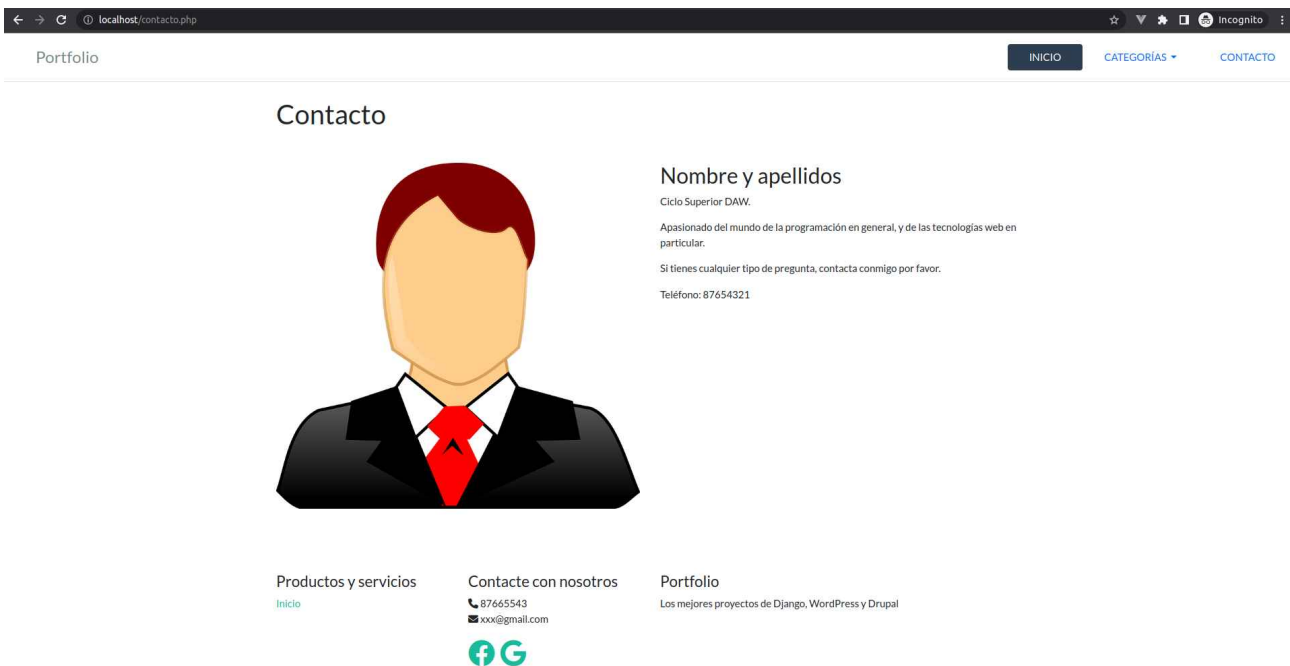 localhost/contacto.php
Incognito
Portfolio
INICIO
CATEGORÍAS
CONTACTO
Contacto
Nombre y apellidos
Ciclo Superior DAW.
Apasionado del mundo de la programación en general, y de las tecnologías web en
particular.
Si tienes cualquier tipo de pregunta, contacta conmigo por favor.
Teléfono: 87654321
Productos y servicios
Inicio
Contacte con nosotros
87665543
xxx@gmail.com
Portfolio
Los mejores proyectos de Django, WordPress y Drupal